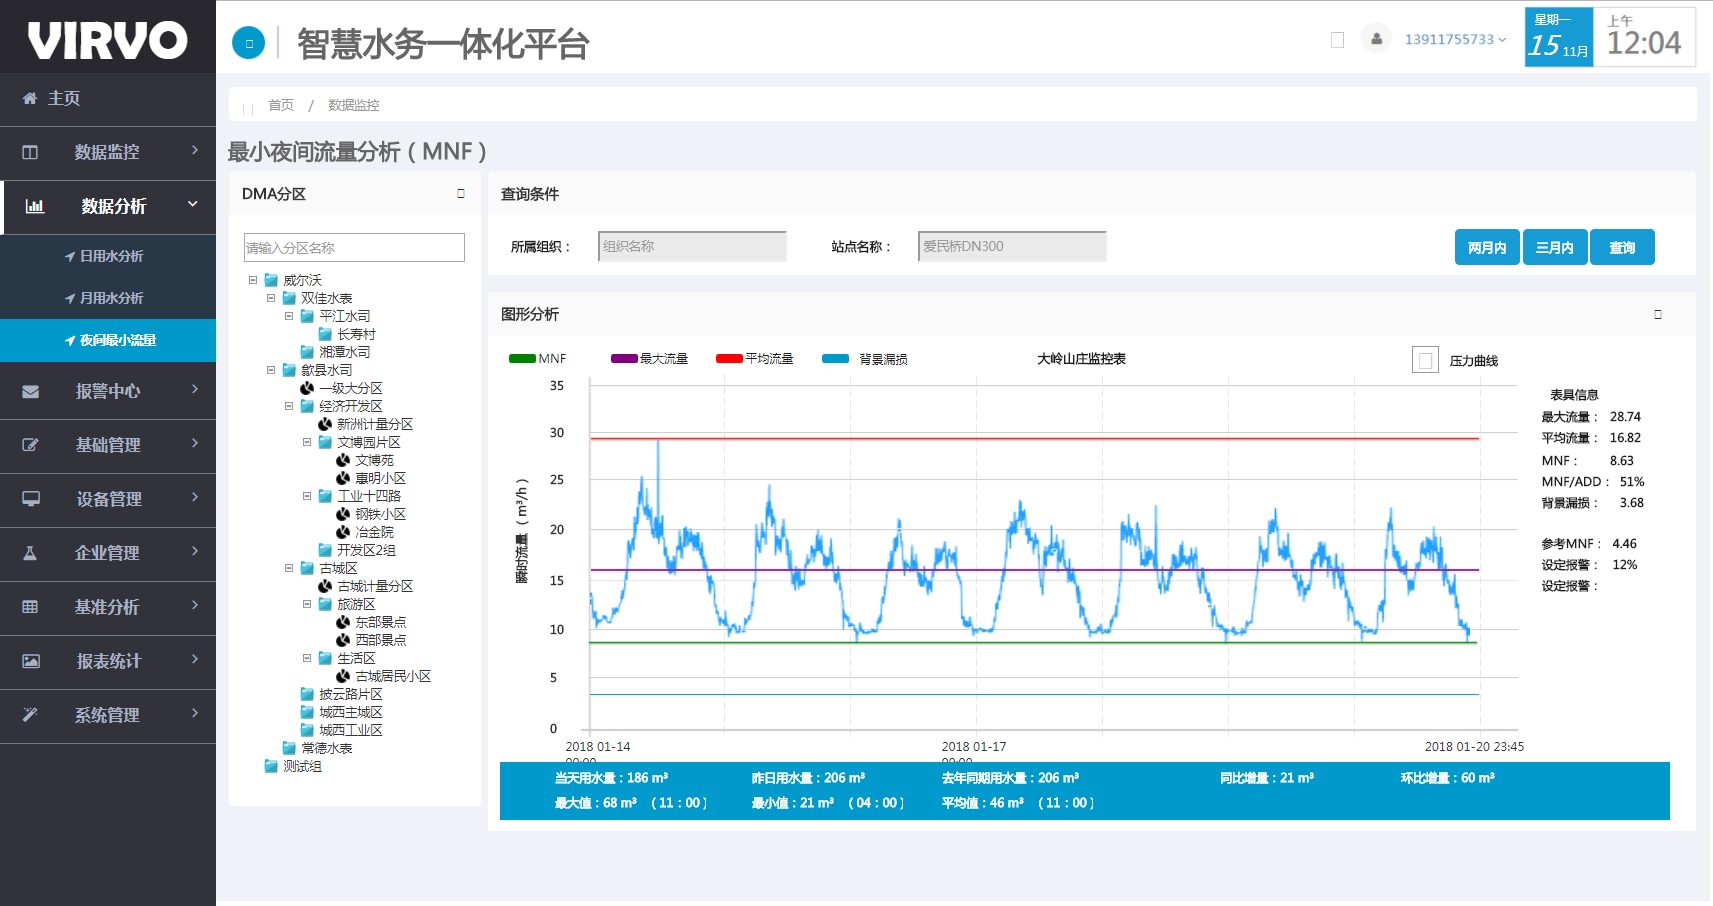 VIRVO
智慧水务一体化平台
13911755733
星期一
15 11月
上午
12:04
主页
数据监控
数据分析
日用水分析
月用水分析
夜间最小流量
报警中心
基础管理
设备管理
企业管理
基准分析
报表统计
系统管理
首页 / 数据监控
最小夜间流量分析（MNF）
DMA分区
请输入分区名称
威尔沃
双佳水表
平江水司
长寿村
湘潭水司
歙县水司
一级大分区
经济开发区
新洲计量分区
文博园片区
文博苑
惠明小区
工业十四路
钢铁小区
冶金院
开发区2组
古城区
古城计量分区
旅游区
东部景点
西部景点
生活区
古城居民小区
披云路片区
城西主城区
城西工业区
常德水表
测试组
查询条件
所属组织： 组织名称 站点名称： 爱民桥DN300 两月内 三月内 查询
图形分析
MNF 最大流量 平均流量 背景漏损 大岭山庄监控表 压力曲线
瞬时流量（m³/h）
35
30
25
20
15
10
5
0
2018 01-14
00:00
2018 01-17
00:00
2018 01-20 23:45
表具信息
最大流量： 28.74
平均流量： 16.82
MNF： 8.63
MNF/ADD： 51%
背景漏损： 3.68
参考MNF： 4.46
设定报警： 12%
设定报警：
当天用水量：186 m³ 昨日用水量：206 m³ 去年同期用水量：206 m³ 同比增量：21 m³ 环比增量：60 m³
最大值：68 m³ （11：00） 最小值：21 m³ （04：00） 平均值：46 m³ （11：00）